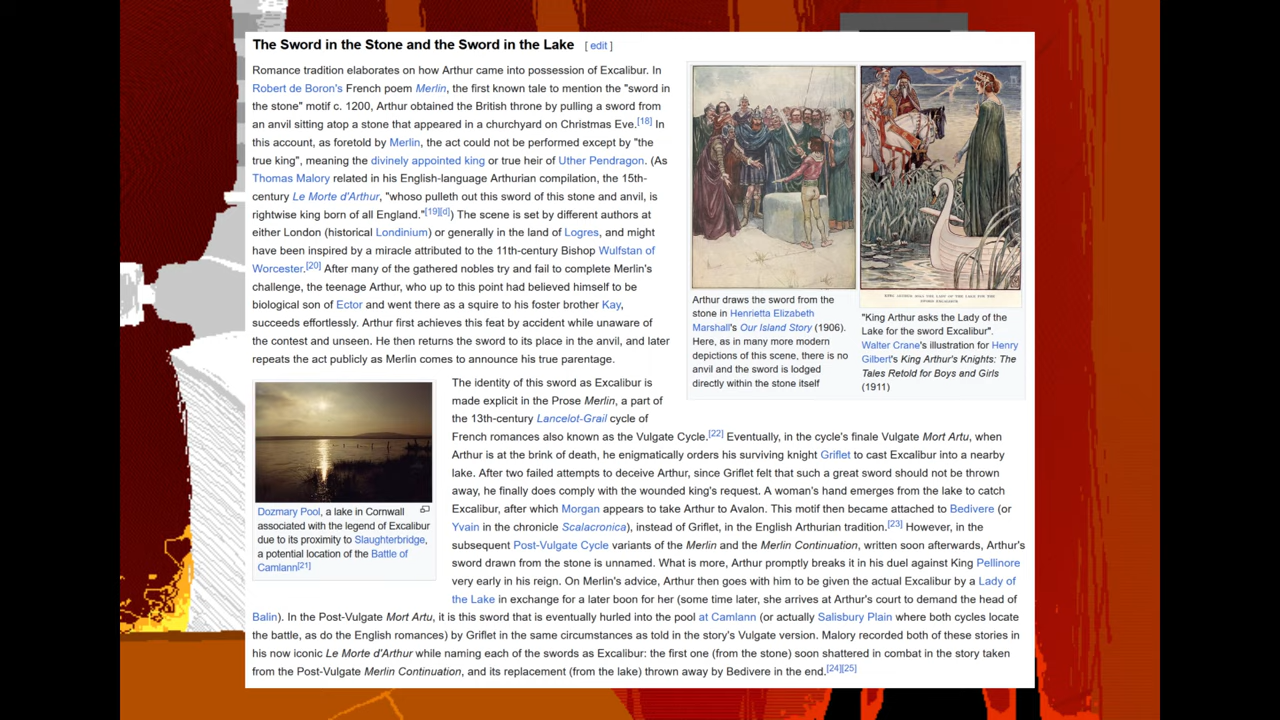 The Sword in the Stone and the Sword in the Lake [ edit ]
Romance tradition elaborates on how Arthur came into possession of Excalibur. In
Robert de Boron's French poem Merlin, the first known tale to mention the "sword in
the stone" motif c. 1200, Arthur obtained the British throne by pulling a sword from
an anvil sitting atop a stone that appeared in a churchyard on Christmas Eve.[18] In
this account, as foretold by Merlin, the act could not be performed except by "the
true king", meaning the divinely appointed king or true heir of Uther Pendragon. (As
Thomas Malory related in his English-language Arthurian compilation, the 15th-
century Le Morte d'Arthur, "whoso pulleth out this sword of this stone and anvil, is
rightwise king born of all England."[19][d]) The scene is set by different authors at
either London (historical Londinium) or generally in the land of Logres, and might
have been inspired by a miracle attributed to the 11th-century Bishop Wulfstan of
Worcester.[20] After many of the gathered nobles try and fail to complete Merlin's
challenge, the teenage Arthur, who up to this point had believed himself to be
biological son of Ector and went there as a squire to his foster brother Kay,
succeeds effortlessly. Arthur first achieves this feat by accident while unaware of
the contest and unseen. He then returns the sword to its place in the anvil, and later
repeats the act publicly as Merlin comes to announce his true parentage.
Arthur draws the sword from the
stone in Henrietta Elizabeth
Marshall's Our Island Story (1906).
Here, as in many more modern
depictions of this scene, there is no
anvil and the sword is lodged
directly within the stone itself
KING ARTHUR ASKS THE LADY OF THE LAKE FOR THE
SWORD EXCALIBUR
"King Arthur asks the Lady of the
Lake for the sword Excalibur".
Walter Crane's illustration for Henry
Gilbert's King Arthur's Knights: The
Tales Retold for Boys and Girls
(1911)
Dozmary Pool, a lake in Cornwall
associated with the legend of Excalibur
due to its proximity to Slaughterbridge,
a potential location of the Battle of
Camlann[21]
The identity of this sword as Excalibur is
made explicit in the Prose Merlin, a part of
the 13th-century Lancelot-Grail cycle of
French romances also known as the Vulgate Cycle.[22] Eventually, in the cycle's finale Vulgate Mort Artu, when
Arthur is at the brink of death, he enigmatically orders his surviving knight Griflet to cast Excalibur into a nearby
lake. After two failed attempts to deceive Arthur, since Griflet felt that such a great sword should not be thrown
away, he finally does comply with the wounded king's request. A woman's hand emerges from the lake to catch
Excalibur, after which Morgan appears to take Arthur to Avalon. This motif then became attached to Bedivere (or
Yvain in the chronicle Scalacronica), instead of Griflet, in the English Arthurian tradition.[23] However, in the
subsequent Post-Vulgate Cycle variants of the Merlin and the Merlin Continuation, written soon afterwards, Arthur's
sword drawn from the stone is unnamed. What is more, Arthur promptly breaks it in his duel against King Pellinore
very early in his reign. On Merlin's advice, Arthur then goes with him to be given the actual Excalibur by a Lady of
the Lake in exchange for a later boon for her (some time later, she arrives at Arthur's court to demand the head of
Balin). In the Post-Vulgate Mort Artu, it is this sword that is eventually hurled into the pool at Camlann (or actually Salisbury Plain where both cycles locate
the battle, as do the English romances) by Griflet in the same circumstances as told in the story's Vulgate version. Malory recorded both of these stories in
his now iconic Le Morte d'Arthur while naming each of the swords as Excalibur: the first one (from the stone) soon shattered in combat in the story taken
from the Post-Vulgate Merlin Continuation, and its replacement (from the lake) thrown away by Bedivere in the end.[24][25]